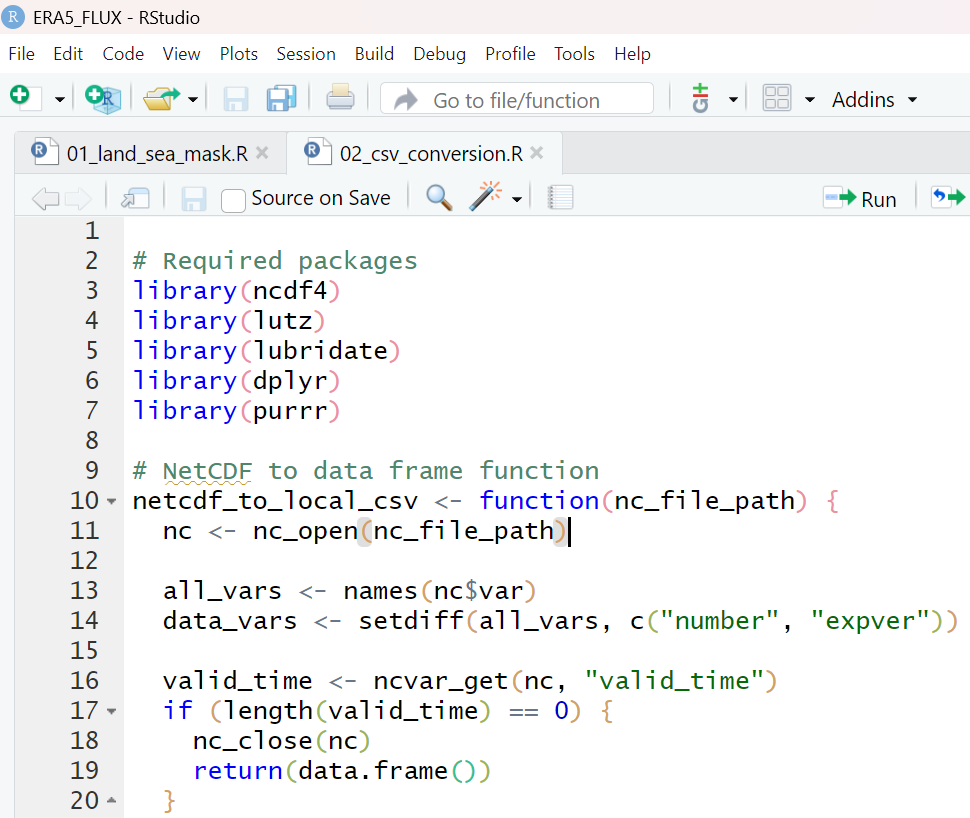 R ERA5_FLUX - RStudio
File Edit Code View Plots Session Build Debug Profile Tools Help
R Go to file/function G Addins
R 01_land_sea_mask.R R 02_csv_conversion.R
Source on Save Run
1
2 # Required packages
3 library(ncdf4)
4 library(lutz)
5 library(lubridate)
6 library(dplyr)
7 library(purrr)
8
9 # NetCDF to data frame function
10 netcdf_to_local_csv <- function(nc_file_path) {
11   nc <- nc_open(nc_file_path)
12
13   all_vars <- names(nc$var)
14   data_vars <- setdiff(all_vars, c("number", "expver"))
15
16   valid_time <- ncvar_get(nc, "valid_time")
17   if (length(valid_time) == 0) {
18     nc_close(nc)
19     return(data.frame())
20   }